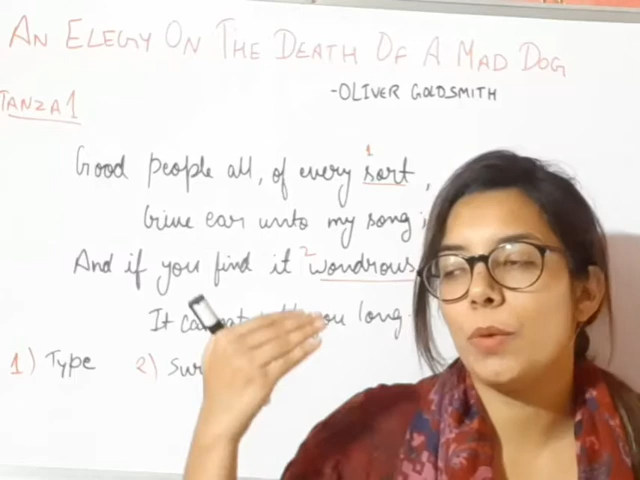 AN ELEGY ON THE DEATH OF A MAD DOG
-OLIVER GOLDSMITH
TANZA 1
1
Good people all, of every sort,
Give ear unto my song
2
And if you find it wondrous
It you long
1) Type 2) Sur